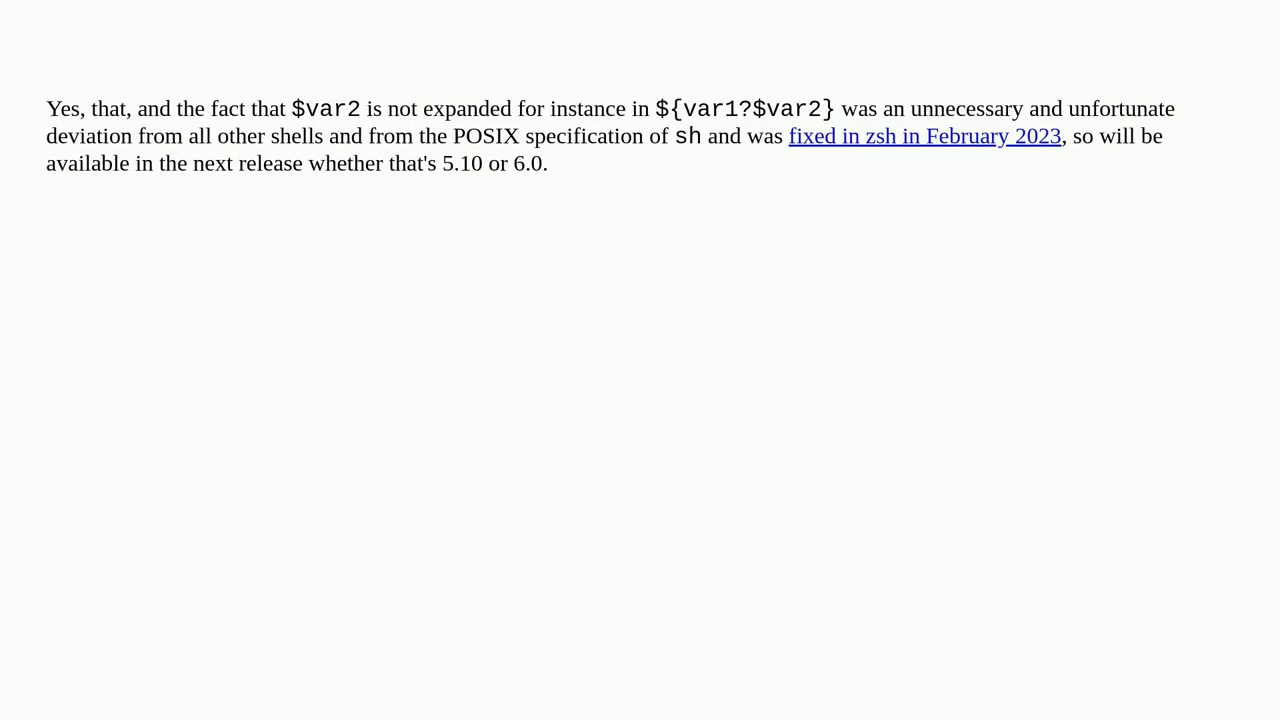 Yes, that, and the fact that $var2 is not expanded for instance in ${var1?$var2} was an unnecessary and unfortunate
deviation from all other shells and from the POSIX specification of sh and was fixed in zsh in February 2023, so will be
available in the next release whether that's 5.10 or 6.0.